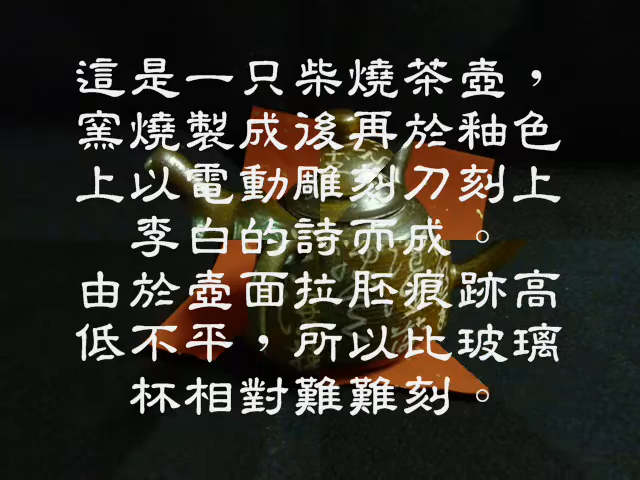 這是一只柴燒茶壺，
窯燒製成後再於釉色
上以電動雕刻刀刻上
李白的詩而成。
由於壺面拉胚痕跡高
低不平，所以比玻璃
杯相對難難刻。